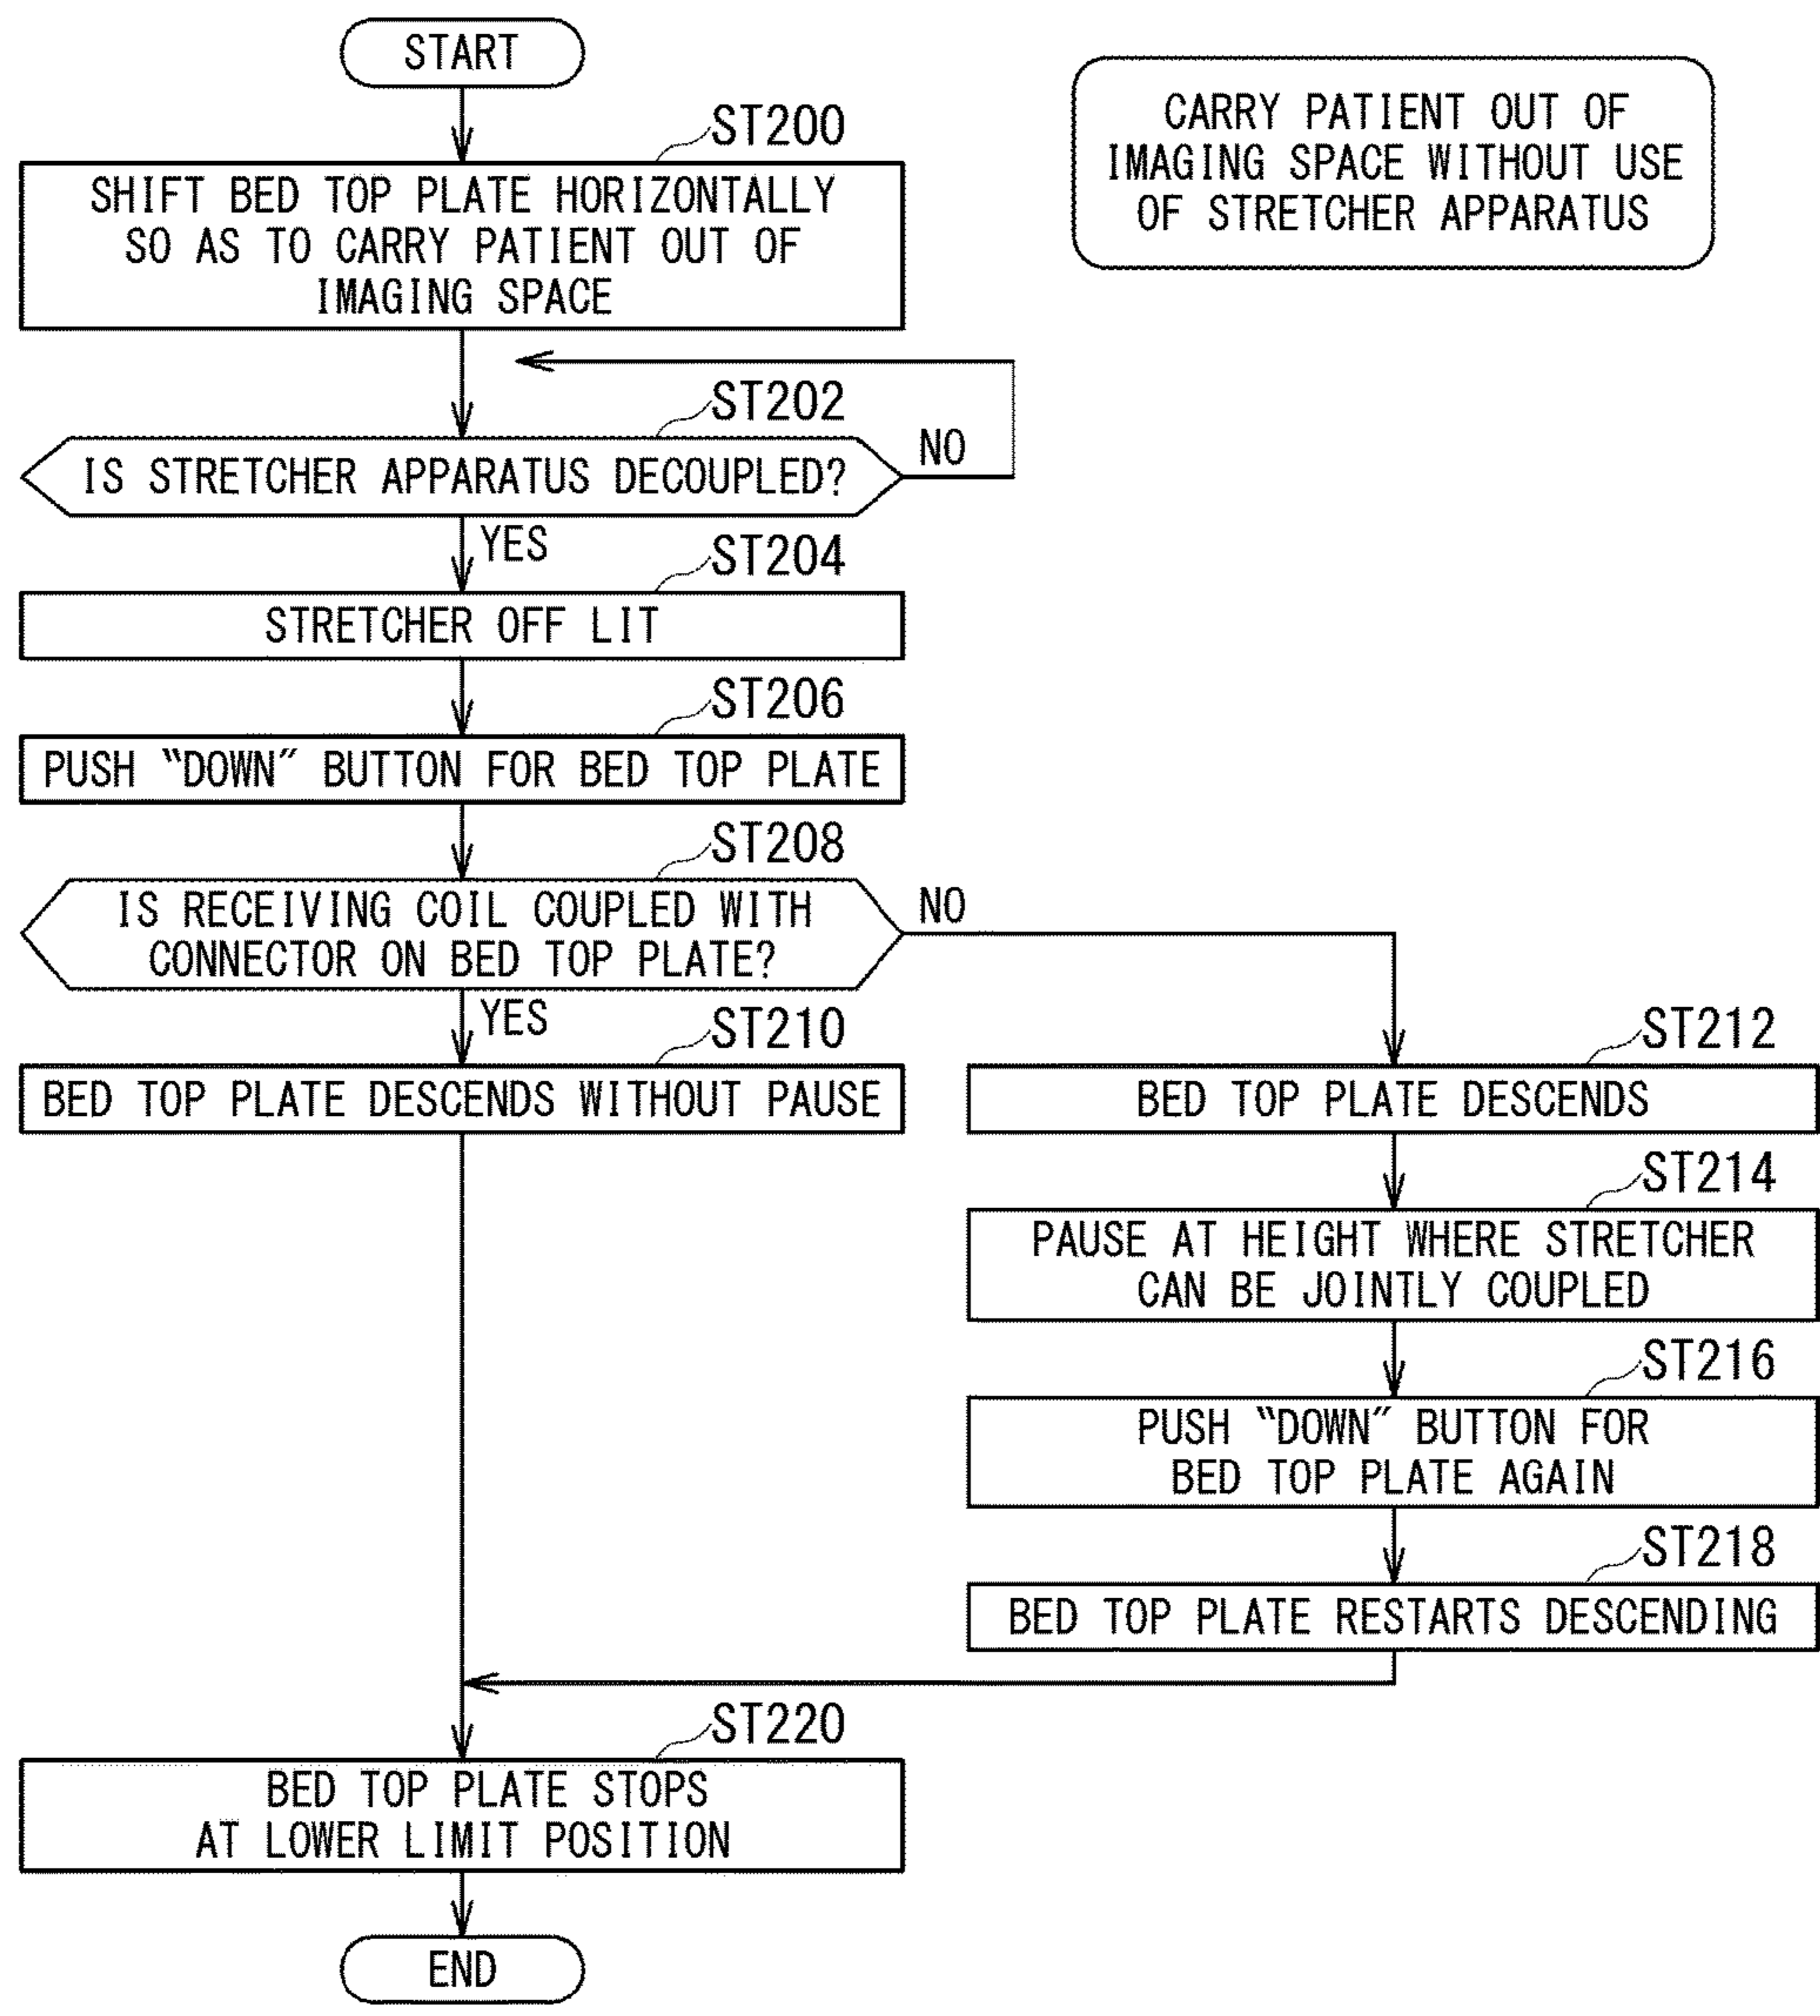 START
CARRY PATIENT OUT OF
IMAGING SPACE WITHOUT USE
OF STRETCHER APPARATUS
ST200
SHIFT BED TOP PLATE HORIZONTALLY
SO AS TO CARRY PATIENT OUT OF
IMAGING SPACE
ST202
IS STRETCHER APPARATUS DECOUPLED?
NO
YES
ST204
STRETCHER OFF LIT
ST206
PUSH “DOWN” BUTTON FOR BED TOP PLATE
ST208
IS RECEIVING COIL COUPLED WITH
CONNECTOR ON BED TOP PLATE?
NO
YES
ST210
BED TOP PLATE DESCENDS WITHOUT PAUSE
ST212
BED TOP PLATE DESCENDS
ST214
PAUSE AT HEIGHT WHERE STRETCHER
CAN BE JOINTLY COUPLED
ST216
PUSH “DOWN” BUTTON FOR
BED TOP PLATE AGAIN
ST218
BED TOP PLATE RESTARTS DESCENDING
ST220
BED TOP PLATE STOPS
AT LOWER LIMIT POSITION
END